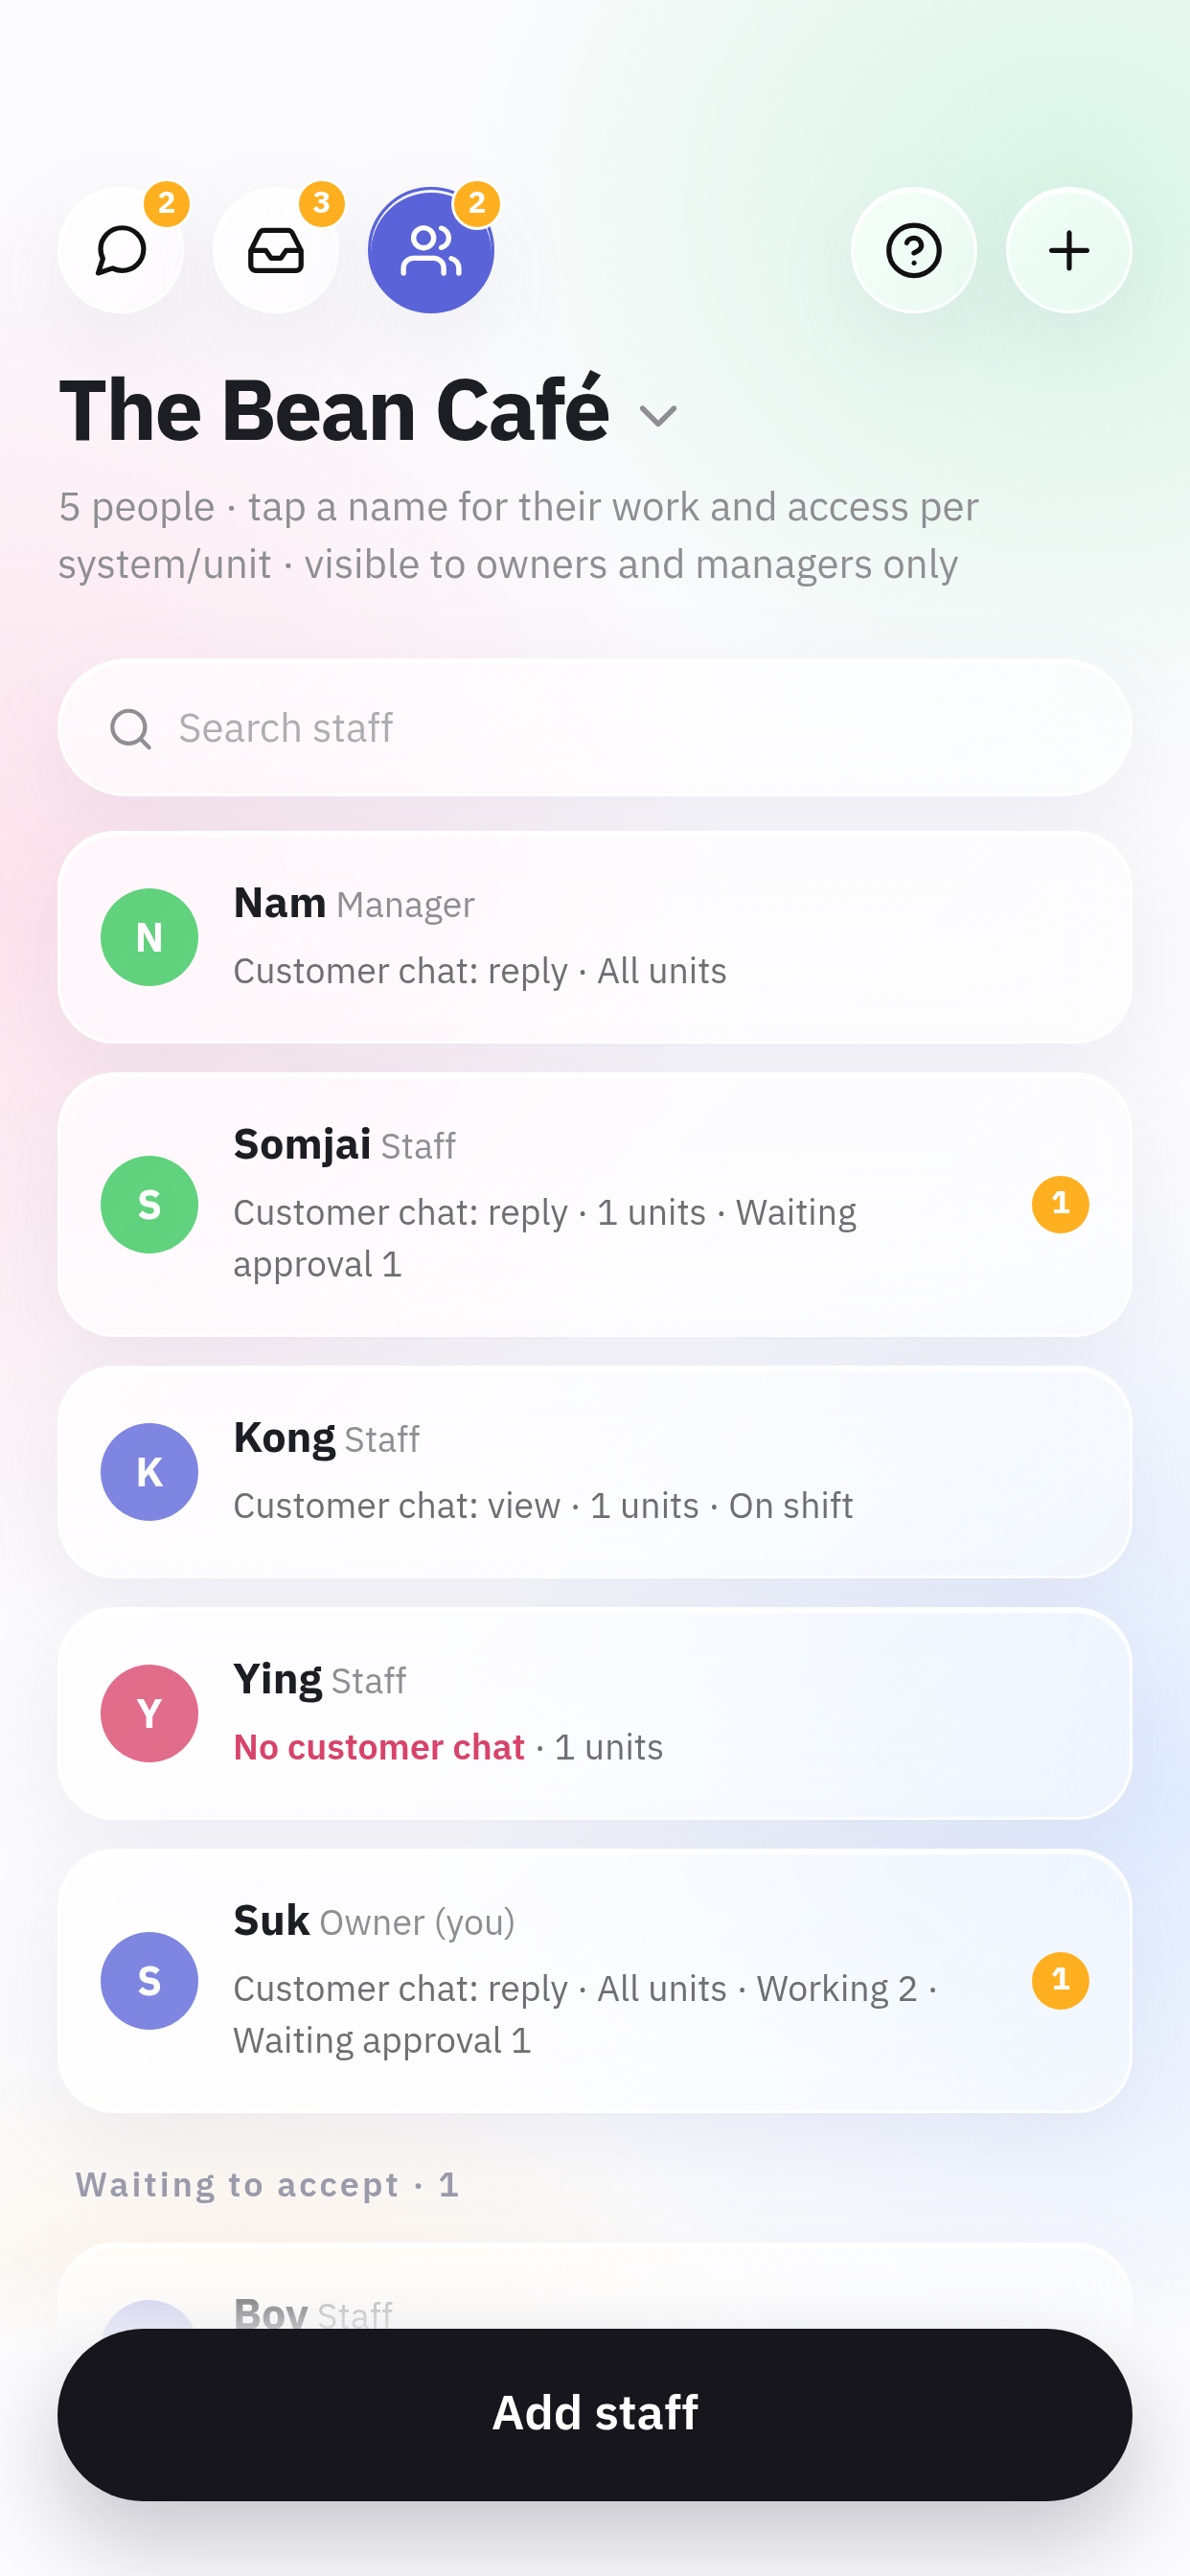 2
3
2
The Bean Café
5 people · tap a name for their work and access per
system/unit · visible to owners and managers only
Search staff
N
Nam Manager
Customer chat: reply · All units
S
Somjai Staff
Customer chat: reply · 1 units · Waiting
approval 1
1
K
Kong Staff
Customer chat: view · 1 units · On shift
Y
Ying Staff
No customer chat · 1 units
S
Suk Owner (you)
Customer chat: reply · All units · Working 2 ·
Waiting approval 1
1
Waiting to accept · 1
Boy Staff
Add staff